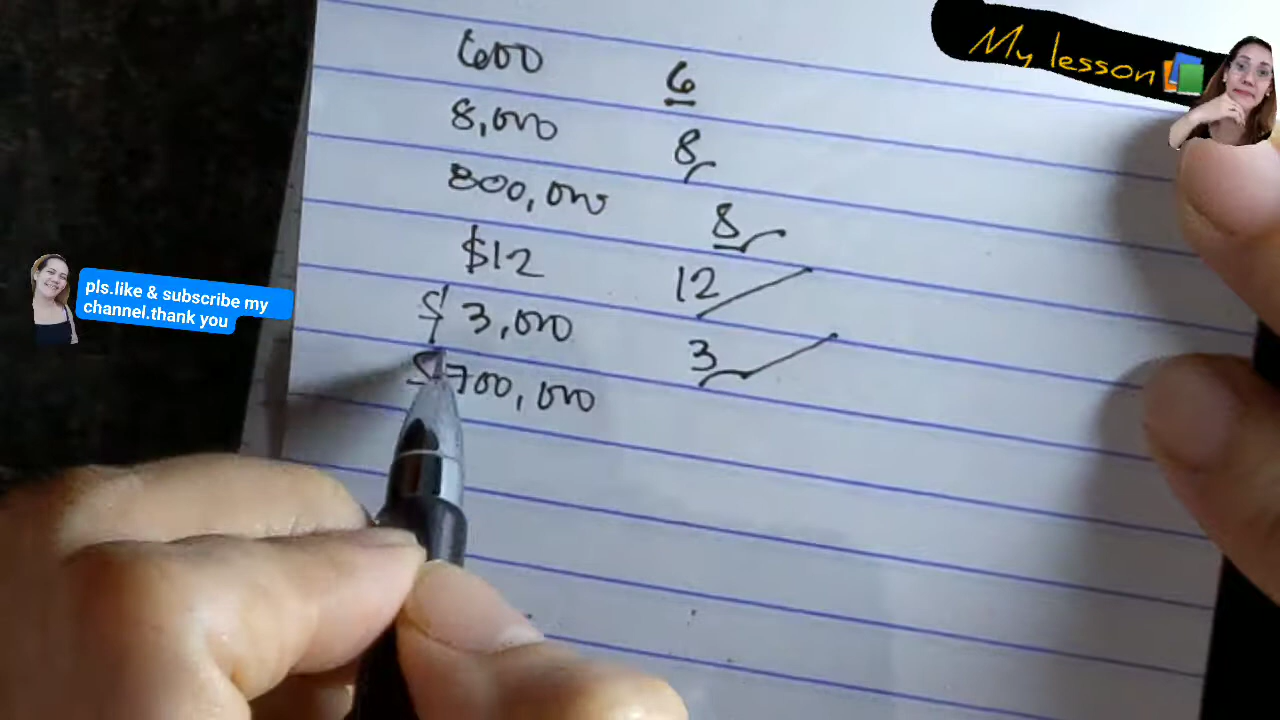 My lesson
600 6
8,000 8
800,000 8
$12 12
$3,000 3
$700,000
pls.like & subscribe my
channel.thank you